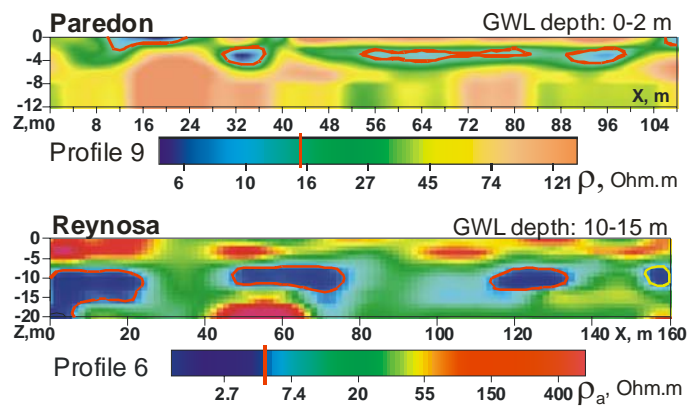 Paredon GWL depth: 0-2 m
0
-4
-8
-12 X, m
Z,m 0 8 16 24 32 40 48 56 64 72 80 88 96 104
Profile 9 6 10 16 27 45 74 121 ρ, Ohm.m
Reynosa GWL depth: 10-15 m
0
-5
-10
-15
-20
Z,m 0 20 40 60 80 100 120 140 X, m 160
Profile 6 2.7 7.4 20 55 150 400 ρa, Ohm.m